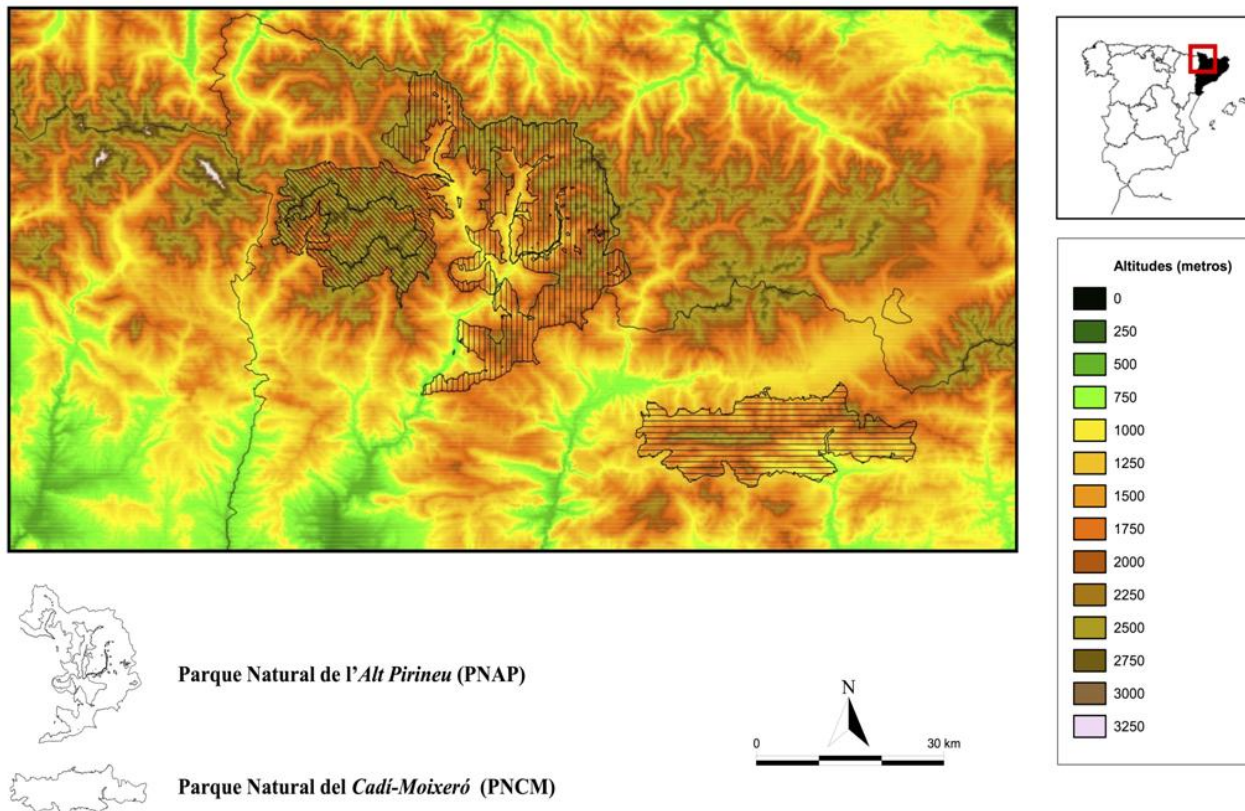 Altitudes (metros)
0
250
500
750
1000
1250
1500
1750
2000
2250
2500
2750
3000
3250
Parque Natural de l'Alt Pirineu (PNAP)
N
0 30 km
Parque Natural del Cadí-Moixeró (PNCM)